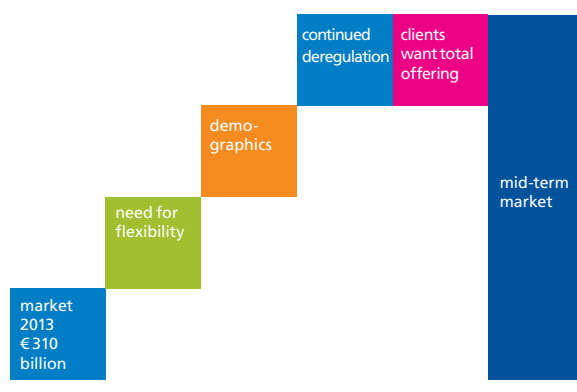 continued
deregulation
clients
want total
offering
demo-
graphics
mid-term
market
need for
flexibility
market
2013
€ 310
billion